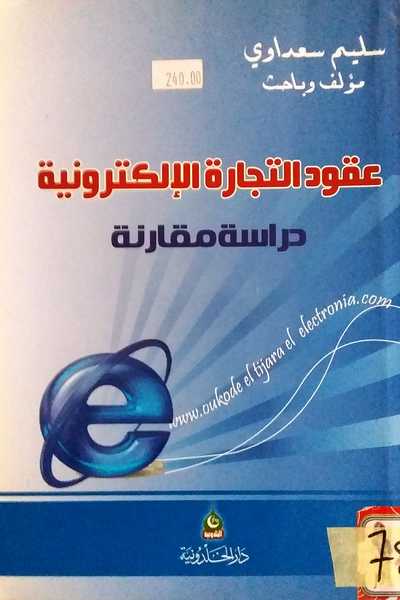 سليم سعداوي
مؤلف وباحث
240.00
عقود التجارة الإلكترونية
دراسة مقارنة
www.oukode el tijara el electronia.com
e
الخلدونية
دار الخلدونية